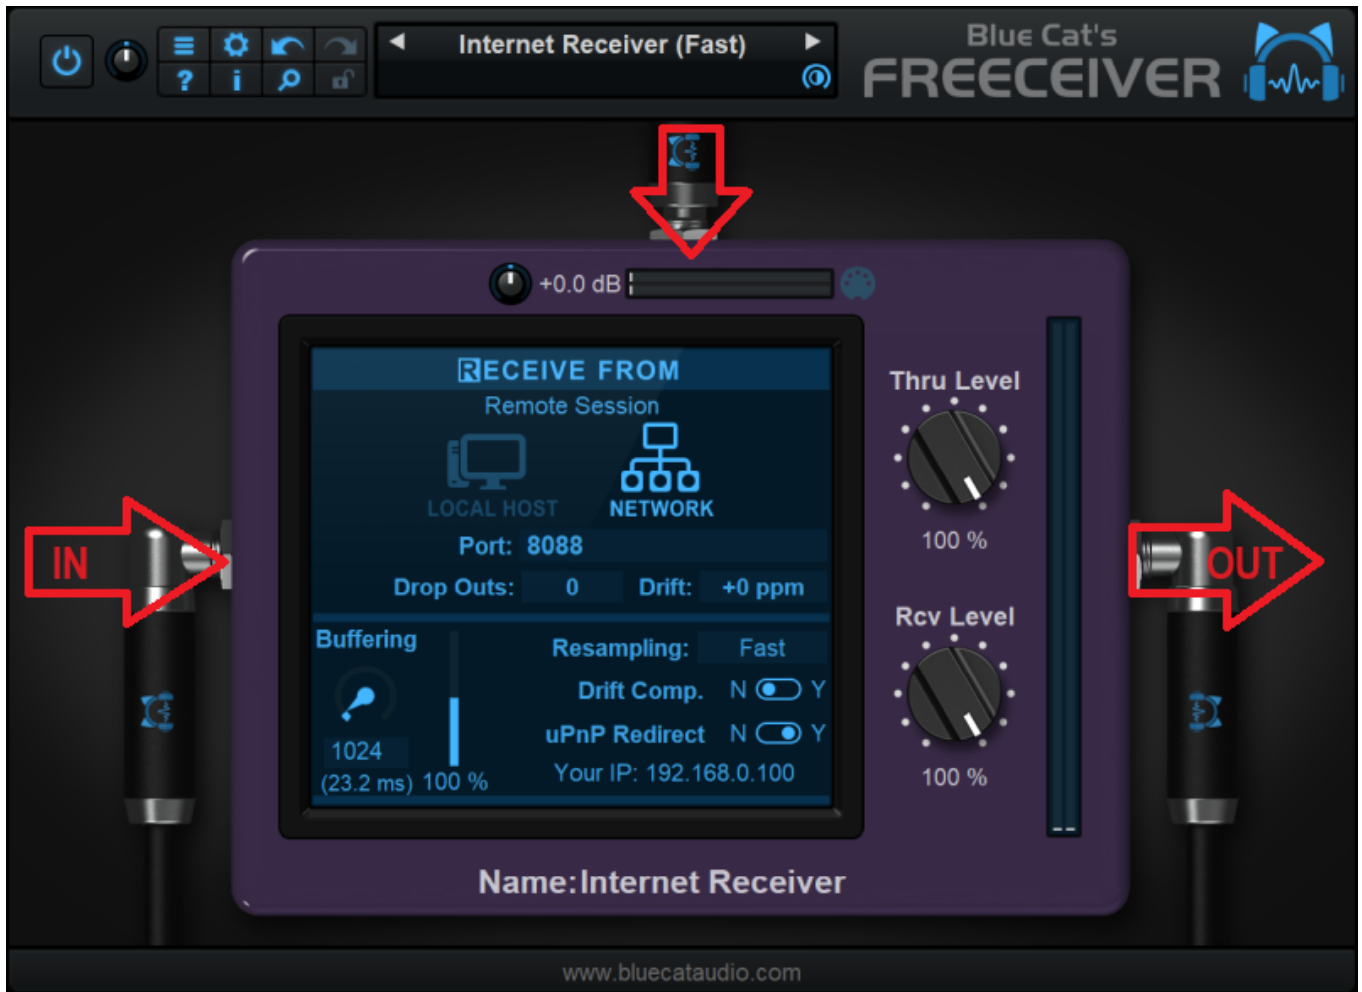 Internet Receiver (Fast)
Blue Cat's
FREECEIVER
? i
+0.0 dB
RECEIVE FROM
Remote Session
LOCAL HOST
NETWORK
Port: 8088
Drop Outs: 0 Drift: +0 ppm
Buffering
1024
(23.2 ms) 100 %
Resampling: Fast
Drift Comp. N Y
uPnP Redirect N Y
Your IP: 192.168.0.100
Thru Level
100 %
Rcv Level
100 %
IN
OUT
Name:Internet Receiver
www.bluecataudio.com